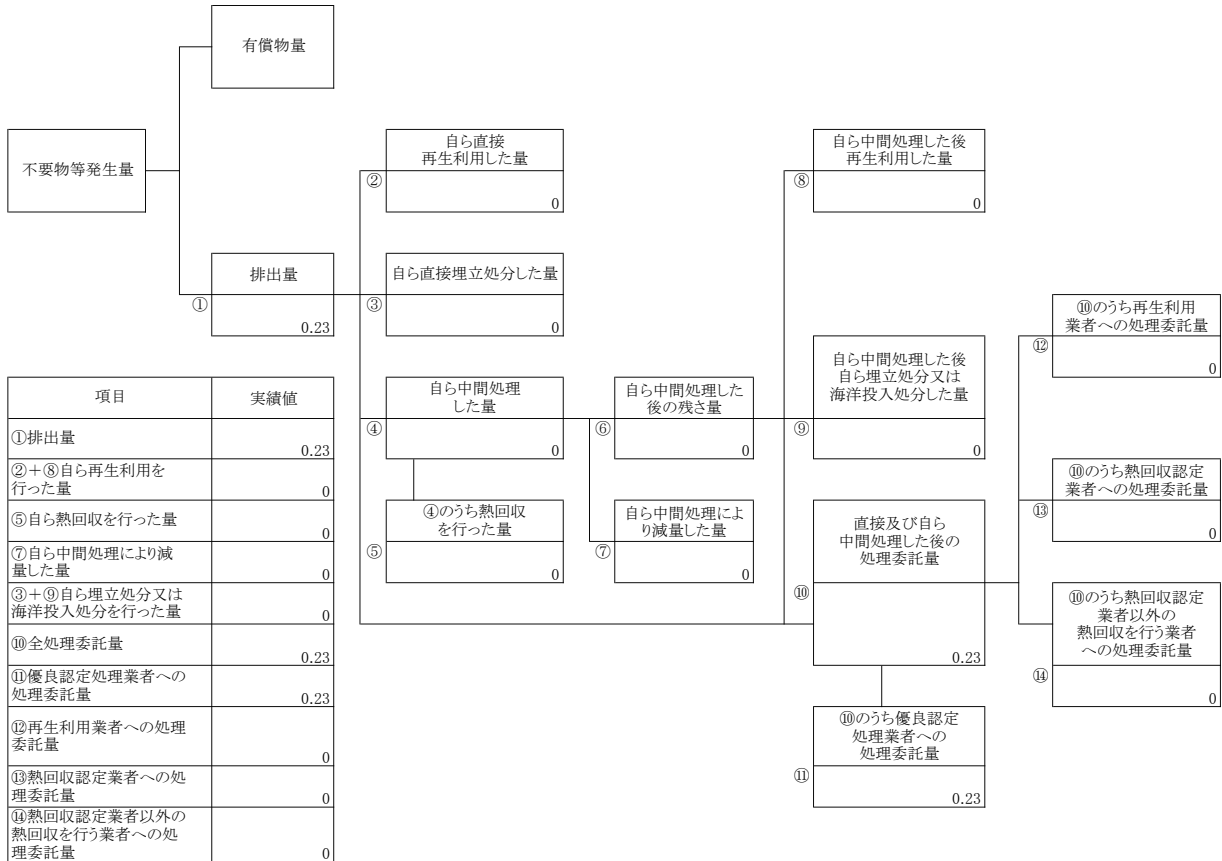 有償物量
不要物等発生量
自ら直接
再生利用した量
②
0
自ら中間処理した後
再生利用した量
⑧
0
排出量
①
0.23
自ら直接埋立処分した量
③
0
⑩のうち再生利用
業者への処理委託量
⑫
0
自ら中間処理
した量
④
0
自ら中間処理した
後の残さ量
⑥
0
自ら中間処理した後
自ら埋立処分又は
海洋投入処分した量
⑨
0
⑩のうち熱回収認定
業者への処理委託量
⑬
0
④のうち熱回収
を行った量
⑤
0
自ら中間処理によ
り減量した量
⑦
0
直接及び自ら
中間処理した後の
処理委託量
⑩
0.23
⑩のうち熱回収認定
業者以外の
熱回収を行う業者
への処理委託量
⑭
0
⑩のうち優良認定
処理業者への
処理委託量
⑪
0.23
項目 実績値
①排出量
0.23
②+⑧自ら再生利用を
行った量
0
⑤自ら熱回収を行った量
0
⑦自ら中間処理により減
量した量
0
③+⑨自ら埋立処分又は
海洋投入処分を行った量
0
⑩全処理委託量
0.23
⑪優良認定処理業者への
処理委託量
0.23
⑫再生利用業者への処理
委託量
0
⑬熱回収認定業者への処
理委託量
0
⑭熱回収認定業者以外の
熱回収を行う業者への処
理委託量
0